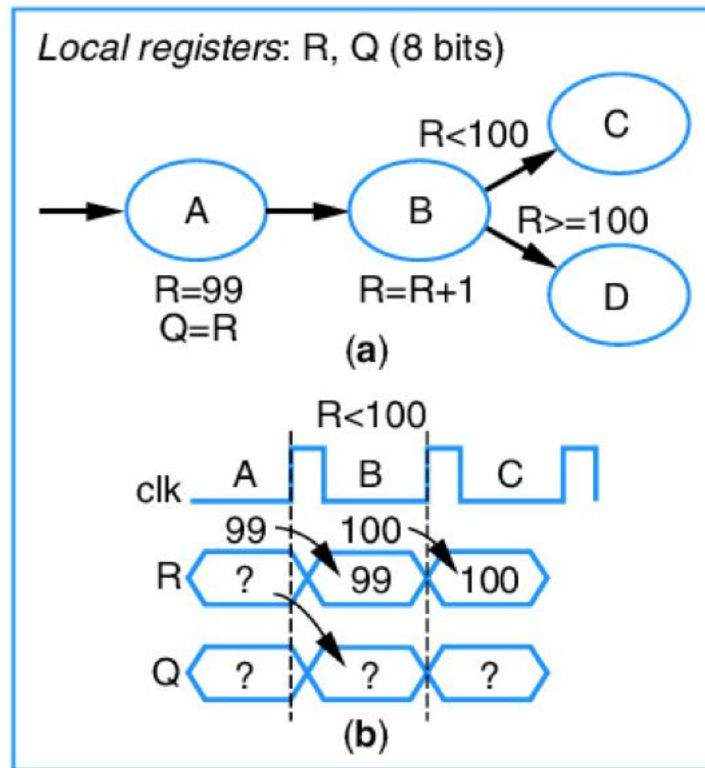 Local registers: R, Q (8 bits)
C
R<100
A
B
R>=100
R=99
R=R+1
D
Q=R
(a)
R<100
clk
A
B
C
99
100
R
?
99
100
Q
?
?
?
(b)